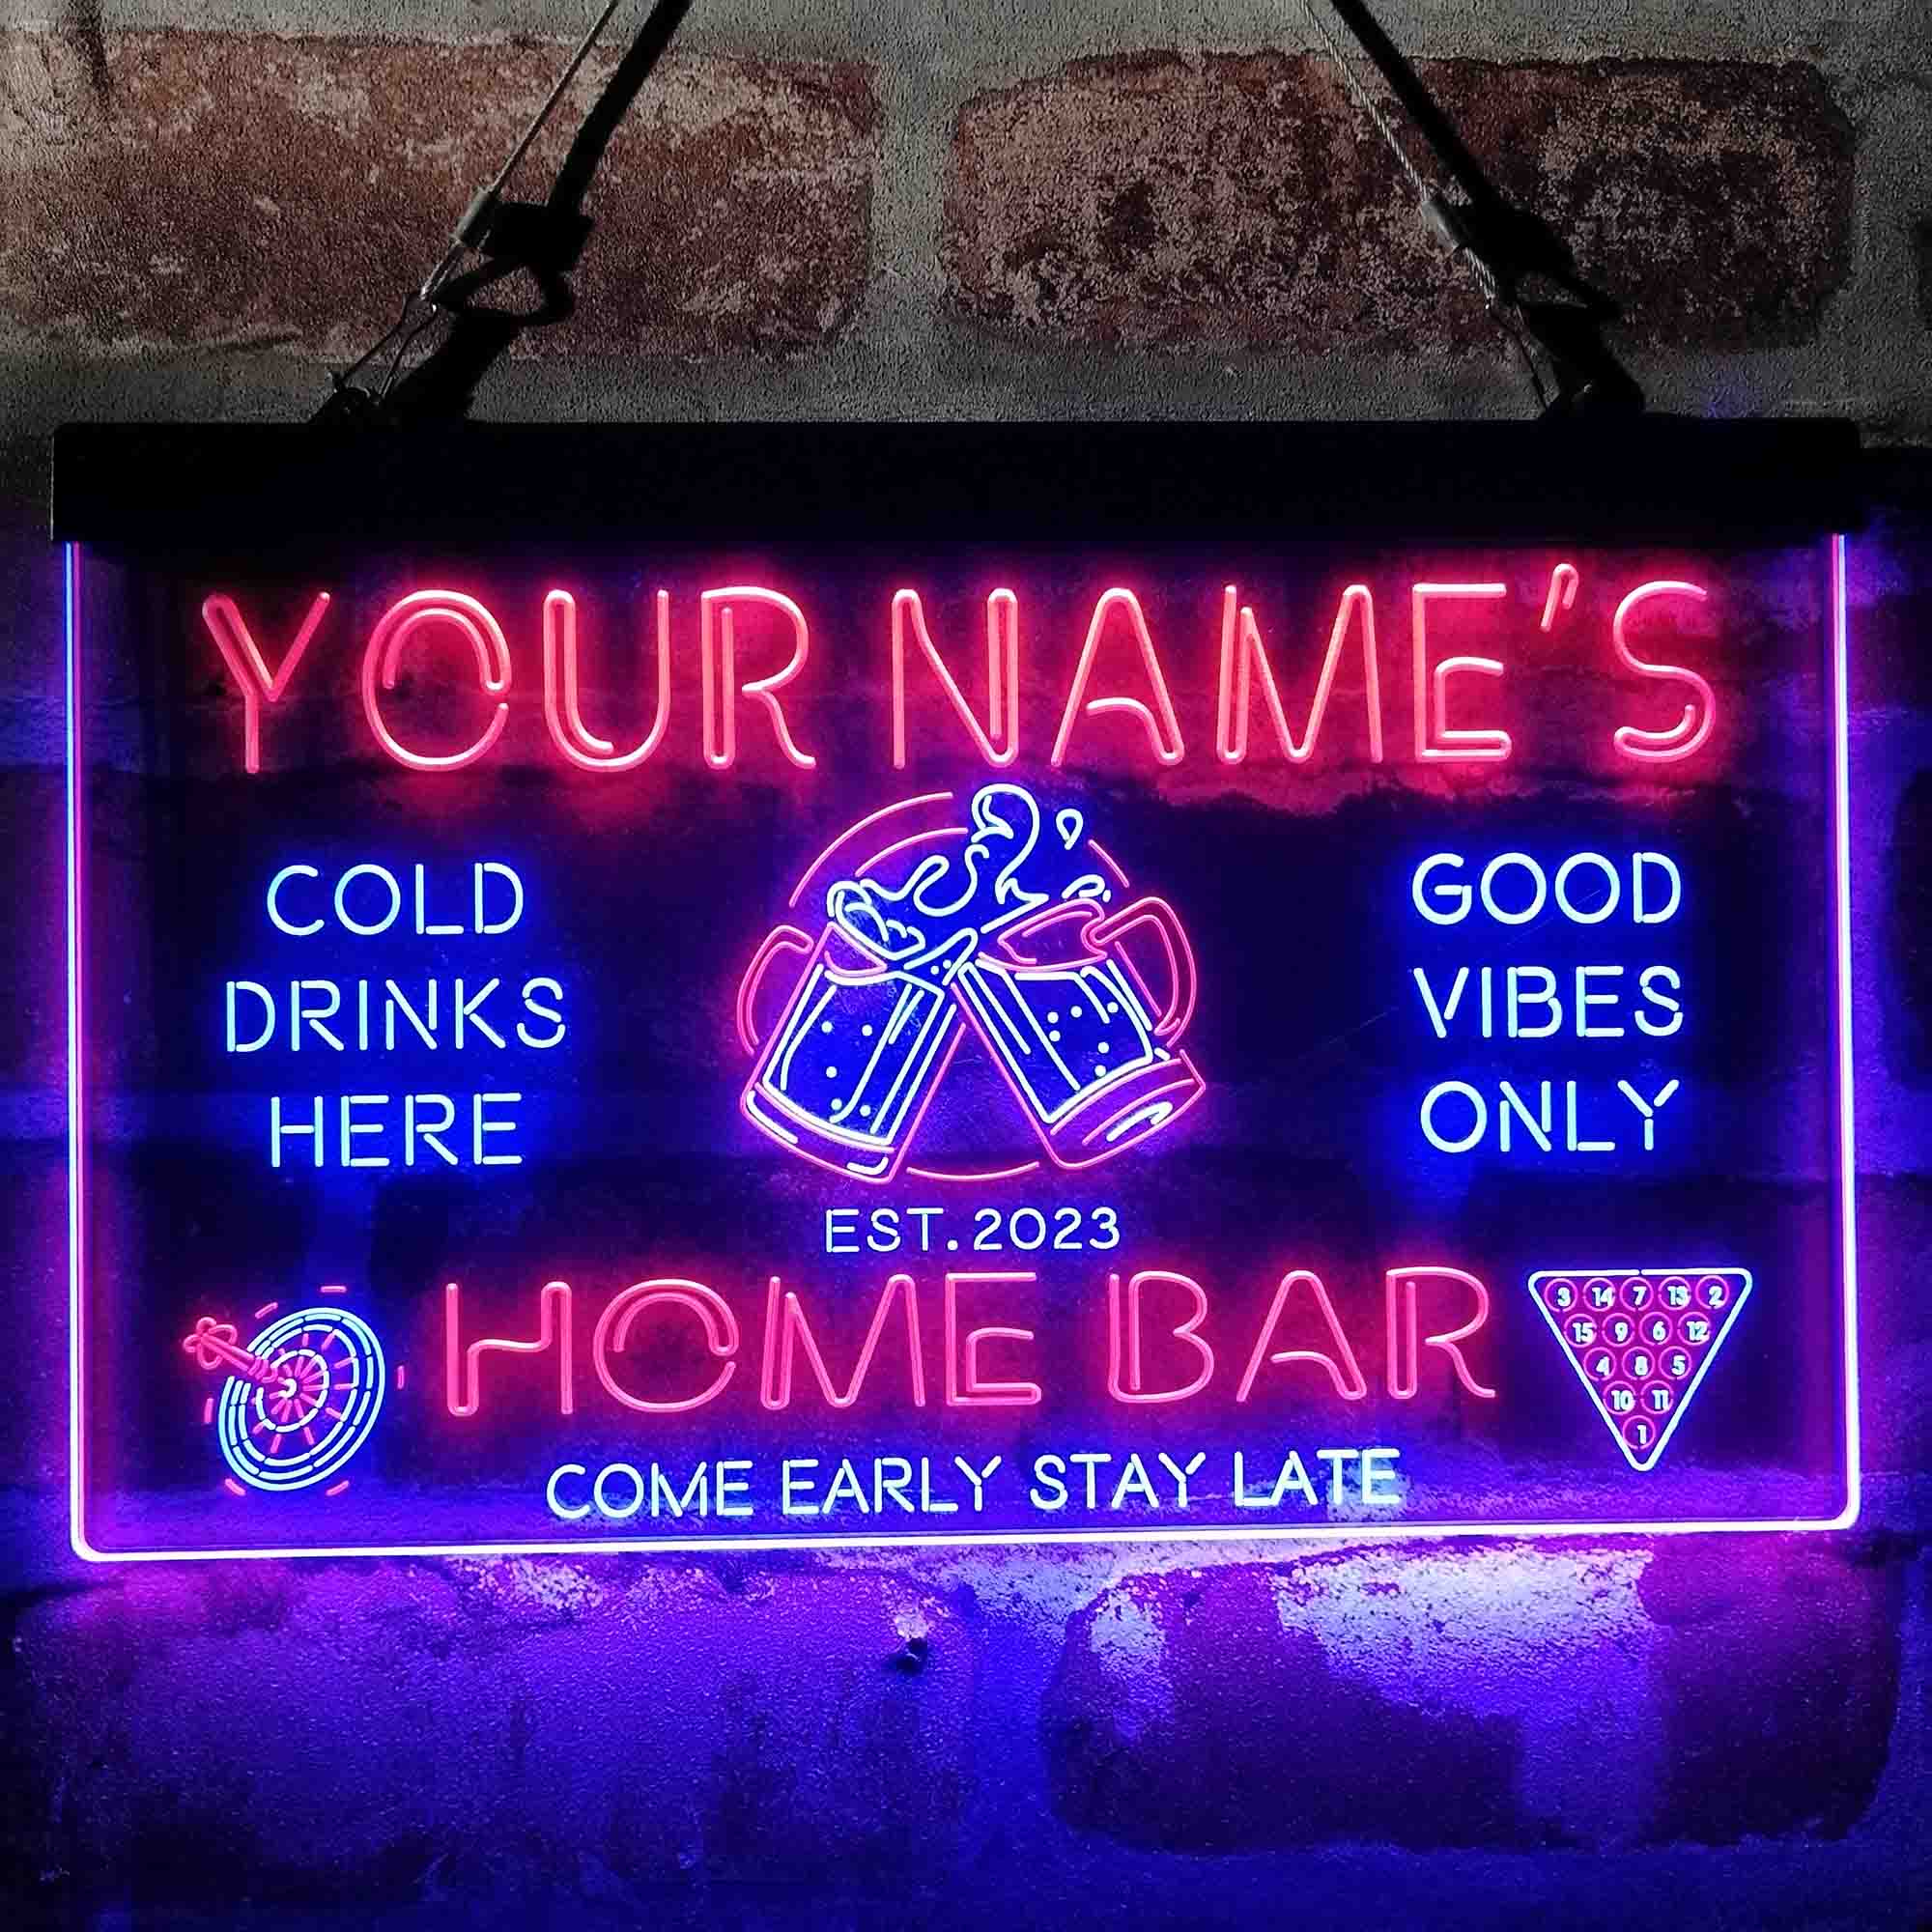 YOUR NAME'S
COLD
DRINKS
HERE
GOOD
VIBES
ONLY
EST.2023
HOME BAR
3 14 7 13 2
15 9 6 12
4 8 5
10 11
1
COME EARLY STAY LATE